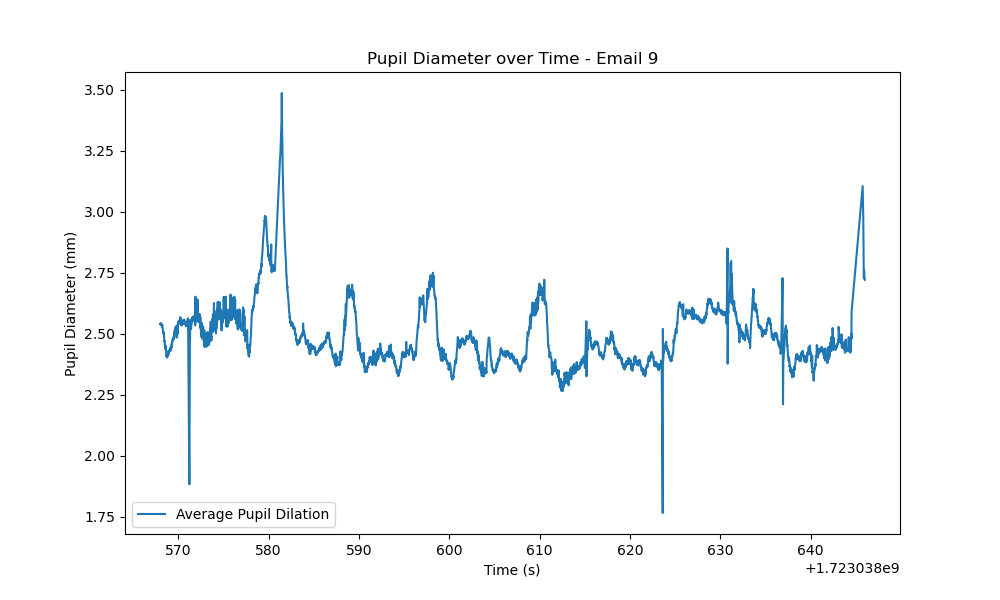 Pupil Diameter over Time - Email 9
Pupil Diameter (mm)
3.50
3.25
3.00
2.75
2.50
2.25
2.00
1.75
Average Pupil Dilation
570 580 590 600 610 620 630 640
Time (s)
+1.723038e9